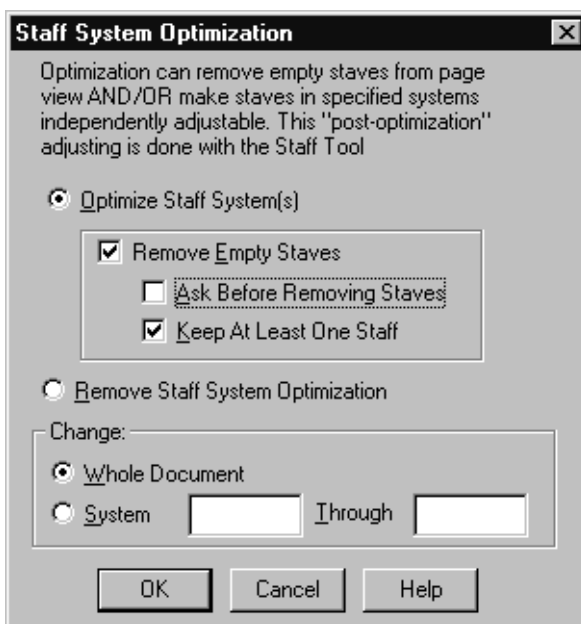 Staff System Optimization
Optimization can remove empty staves from page
view AND/OR make staves in specified systems
independently adjustable. This "post-optimization"
adjusting is done with the Staff Tool
Optimize Staff System(s)
Remove Empty Staves
Ask Before Removing Staves
Keep At Least One Staff
Remove Staff System Optimization
Change:
Whole Document
System Through
OK Cancel Help